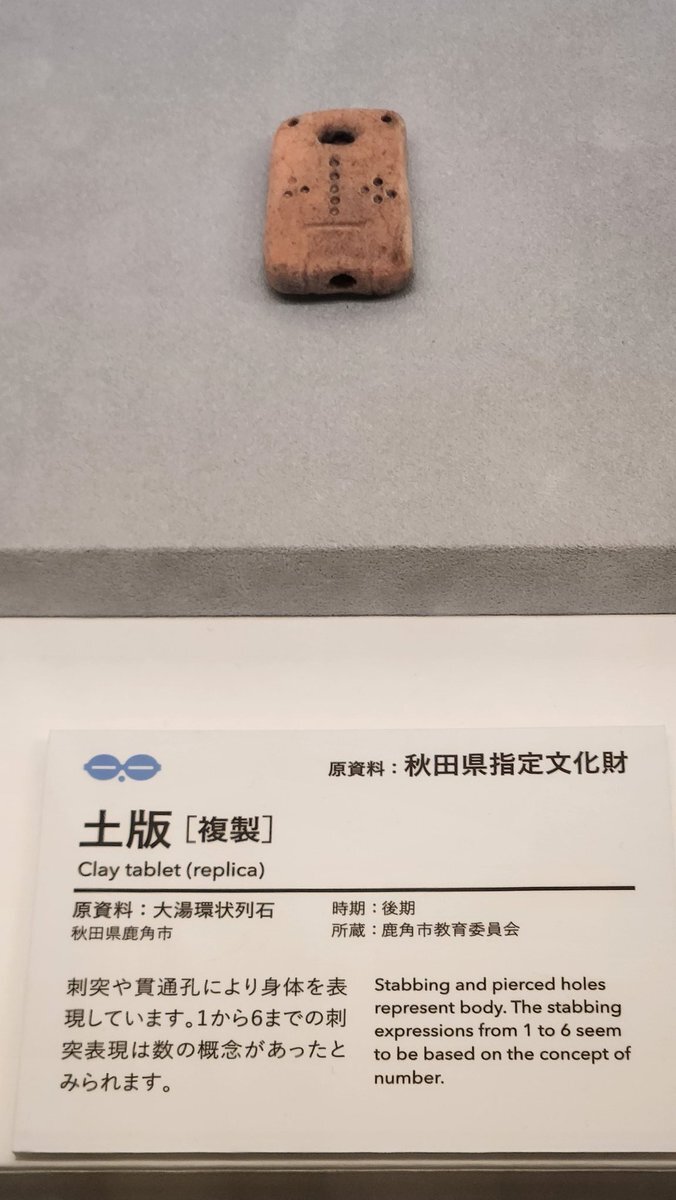 原資料：秋田県指定文化財
土版［複製］
Clay tablet (replica)
原資料：大湯環状列石
秋田県鹿角市
時期：後期
所蔵：鹿角市教育委員会
刺突や貫通孔により身体を表
現しています。1から6までの刺
突表現は数の概念があったと
みられます。
Stabbing and pierced holes
represent body. The stabbing
expressions from 1 to 6 seem
to be based on the concept of
number.